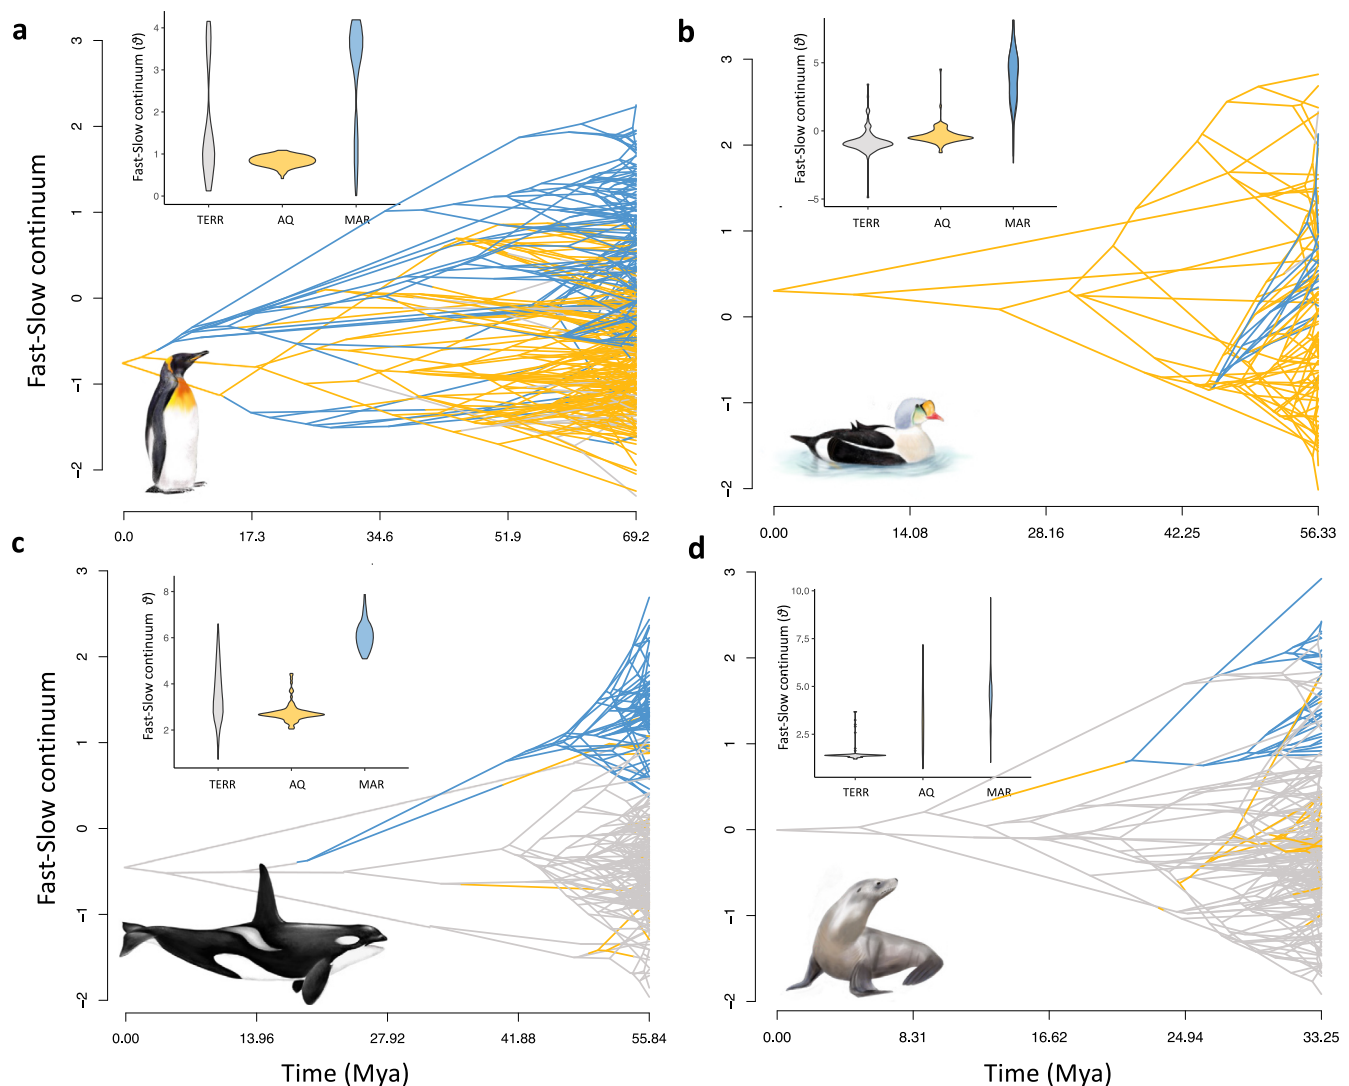 a
Fast-Slow continuum
3
2
1
0
−1
−2
Fast-Slow continuum (𝜗)
4
3
2
1
0
TERR AQ MAR
0.0 17.3 34.6 51.9 69.2
b
3
2
1
0
−1
−2
Fast-Slow continuum (𝜗)
5
0
−5
TERR AQ MAR
0.00 14.08 28.16 42.25 56.33
c
Fast-Slow continuum
3
2
1
0
−1
−2
Fast-Slow continuum 𝜗)
8
6
4
2
TERR AQ MAR
0.00 13.96 27.92 41.88 55.84
Time (Mya)
d
3
2
1
0
−1
−2
Fast-Slow continuum (𝜗)
10,0
7.5
5.0
2.5
TERR AQ MAR
0.00 8.31 16.62 24.94 33.25
Time (Mya)